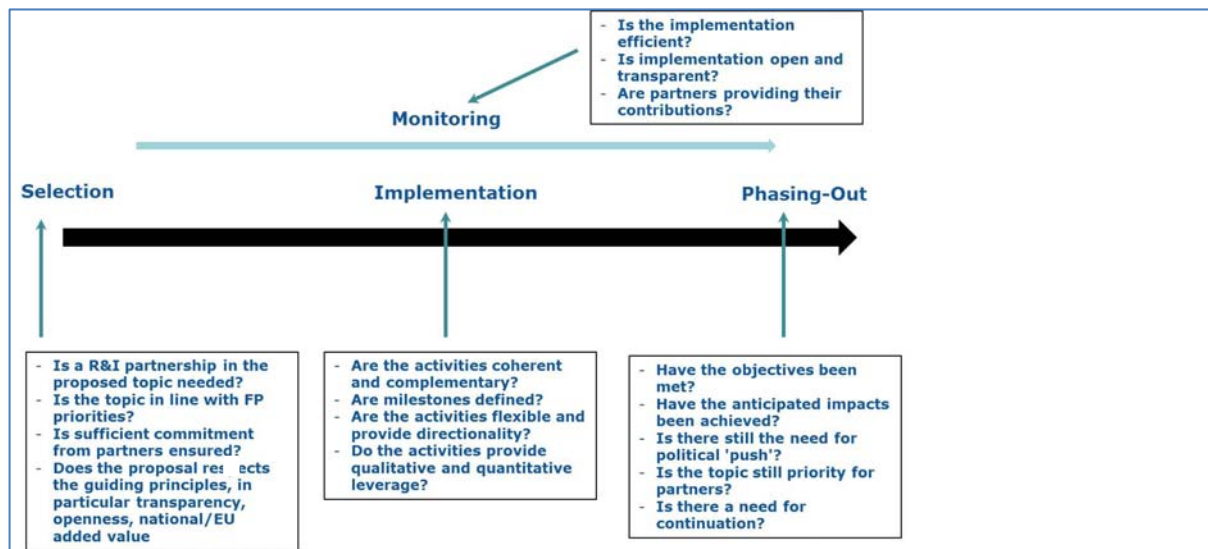 - Is the implementation
efficient?
- Is implementation open and
transparent?
- Are partners providing their
contributions?
Monitoring
Selection
Implementation
Phasing-Out
- Is a R&I partnership in the
proposed topic needed?
- Is the topic in line with FP
priorities?
- Is sufficient commitment
from partners ensured?
- Does the proposal respects
the guiding principles, in
particular transparency,
openness, national/EU
added value
- Are the activities coherent
and complementary?
- Are milestones defined?
- Are the activities flexible and
provide directionality?
- Do the activities provide
qualitative and quantitative
leverage?
- Have the objectives been
met?
- Have the anticipated impacts
been achieved?
- Is there still the need for
political 'push'?
- Is the topic still priority for
partners?
- Is there a need for
continuation?